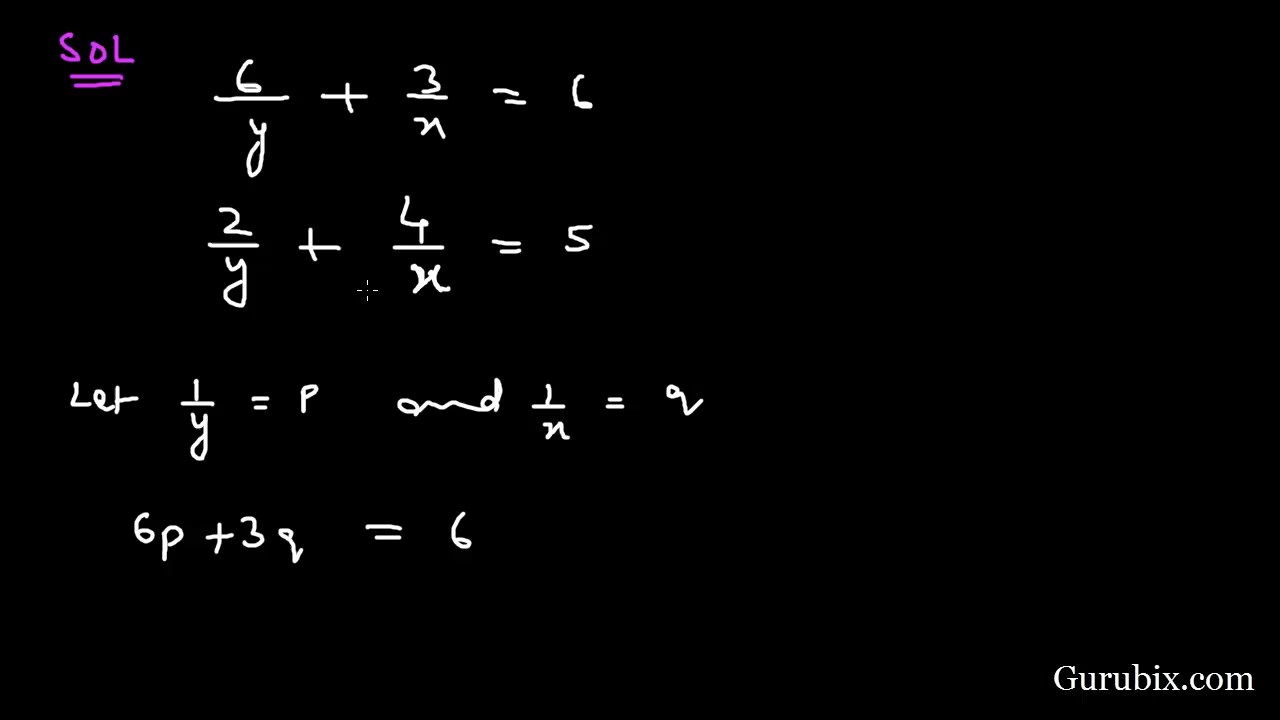 SOL
6/y + 3/x = 6
2/y + 4/x = 5
Let 1/y = p and 1/x = q
6p + 3q = 6
Gurubix.com